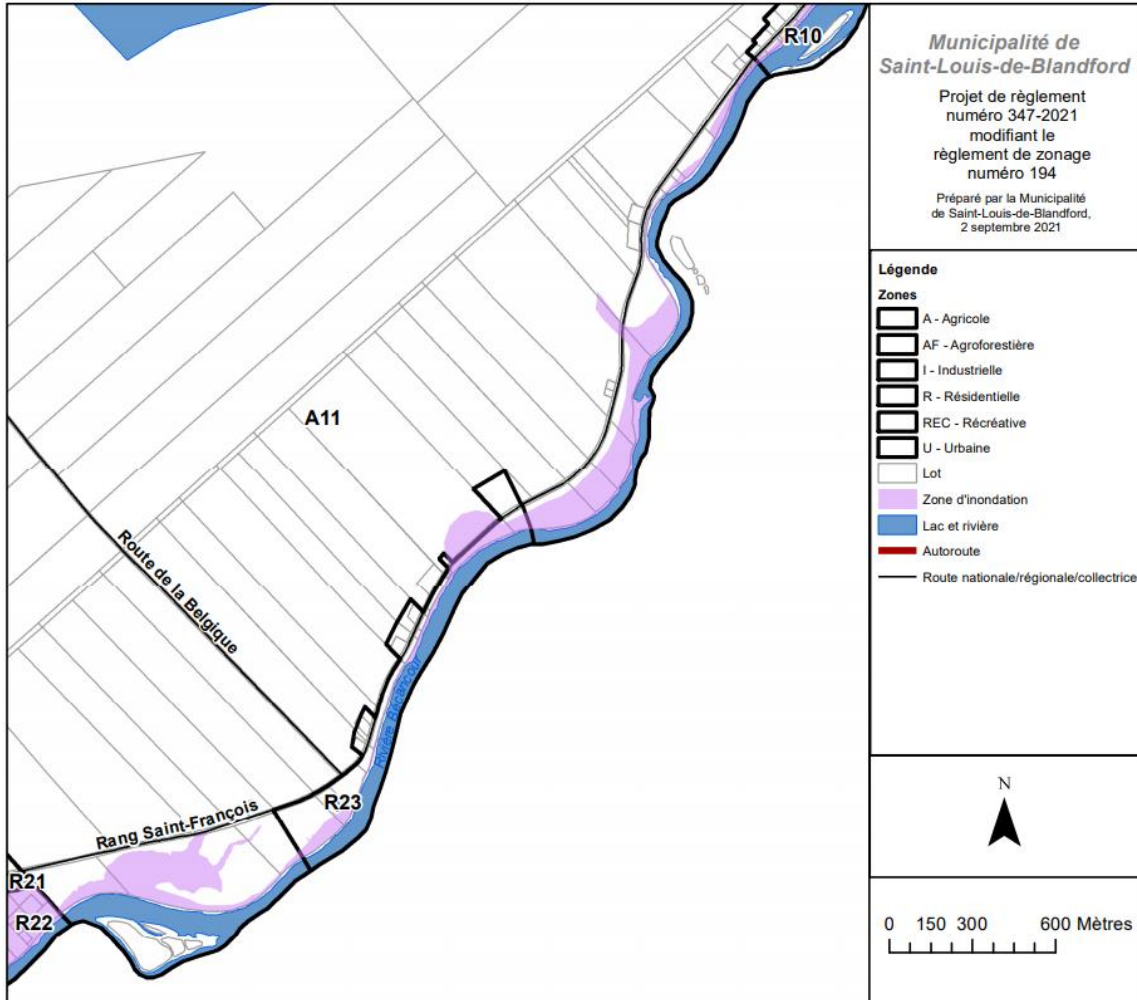 R10
A11
Route de la Belgique
Rivière Bécancour
R23
Rang Saint-François
R21
R22
Municipalité de
Saint-Louis-de-Blandford
Projet de règlement
numéro 347-2021
modifiant le
règlement de zonage
numéro 194
Préparé par la Municipalité
de Saint-Louis-de-Blandford,
2 septembre 2021
Légende
Zones
A - Agricole
AF - Agroforestière
I - Industrielle
R - Résidentielle
REC - Récréative
U - Urbaine
Lot
Zone d'inondation
Lac et rivière
Autoroute
Route nationale/régionale/collectrice
N
0 150 300 600 Mètres